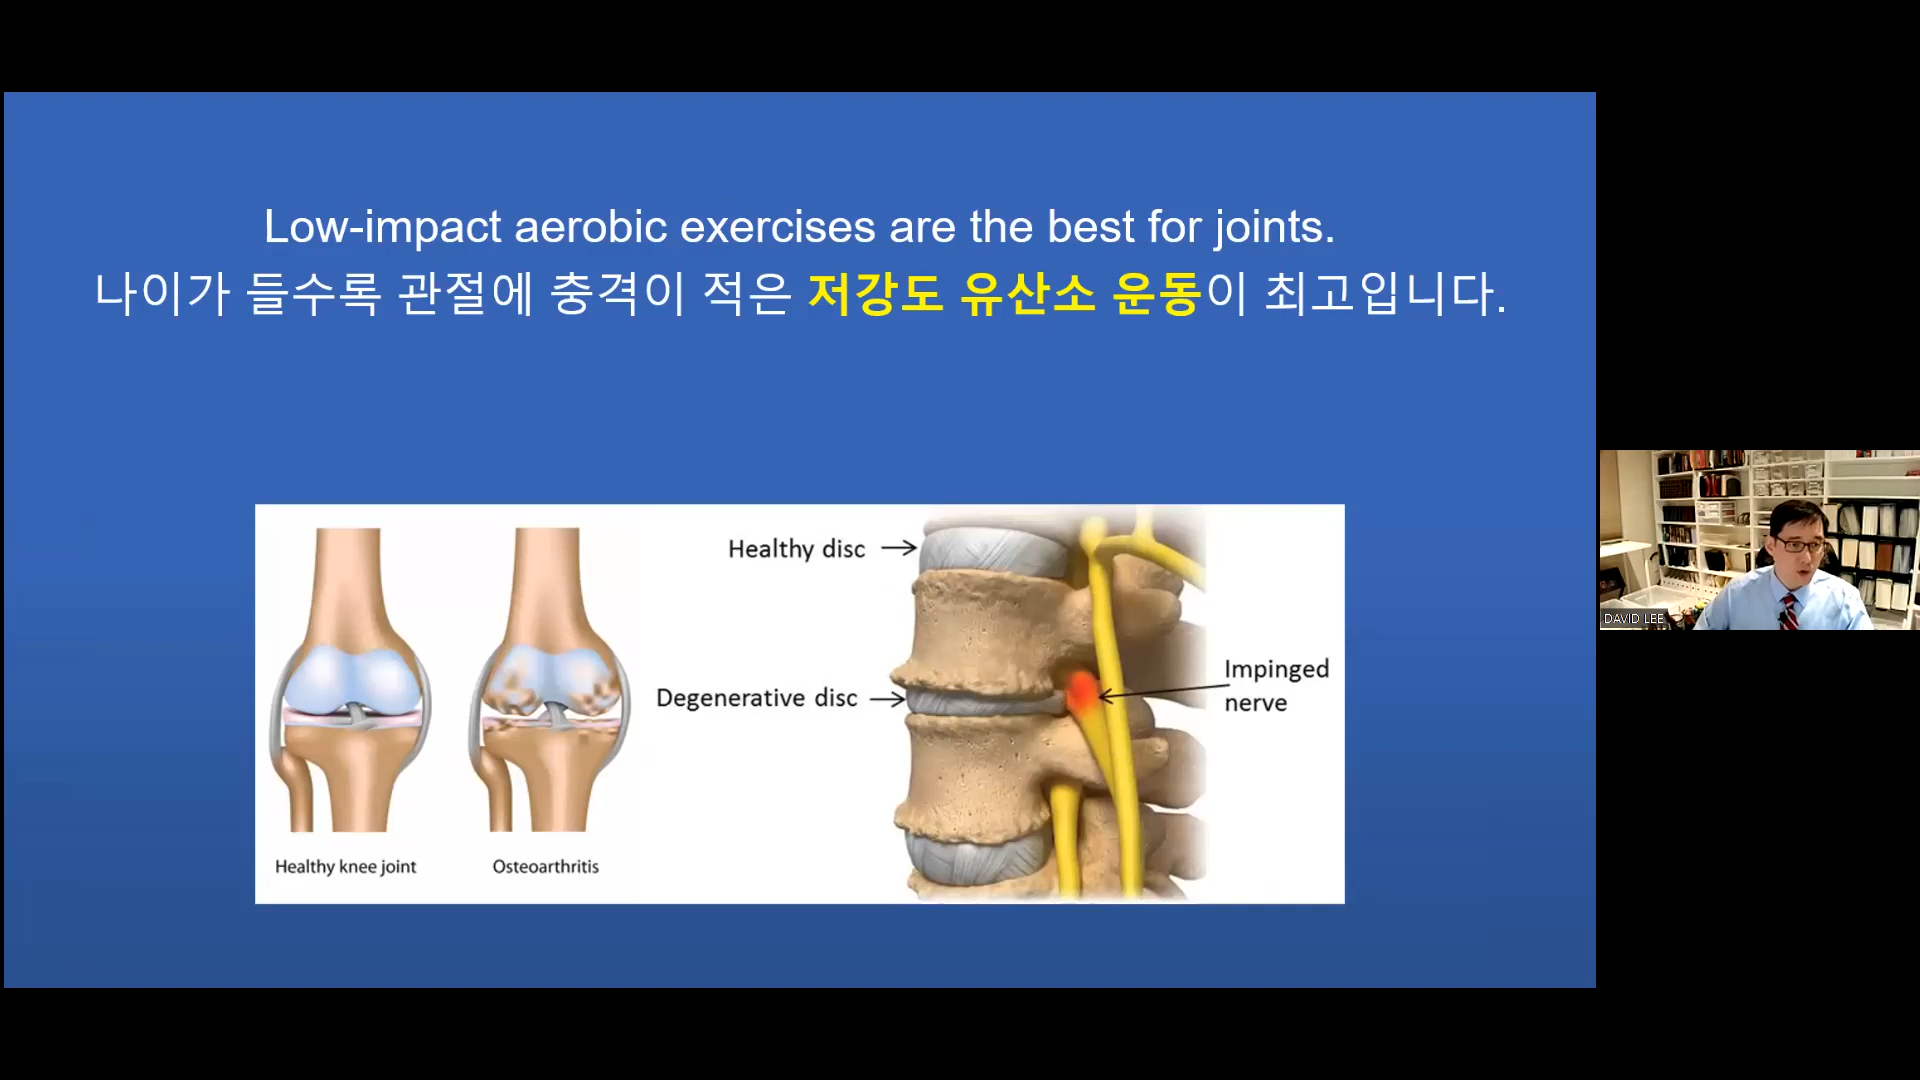 Low-impact aerobic exercises are the best for joints.
나이가 들수록 관절에 충격이 적은 저강도 유산소 운동이 최고입니다.
Healthy disc
Degenerative disc
Impinged
nerve
Healthy knee joint
Osteoarthritis
DAVID LEE